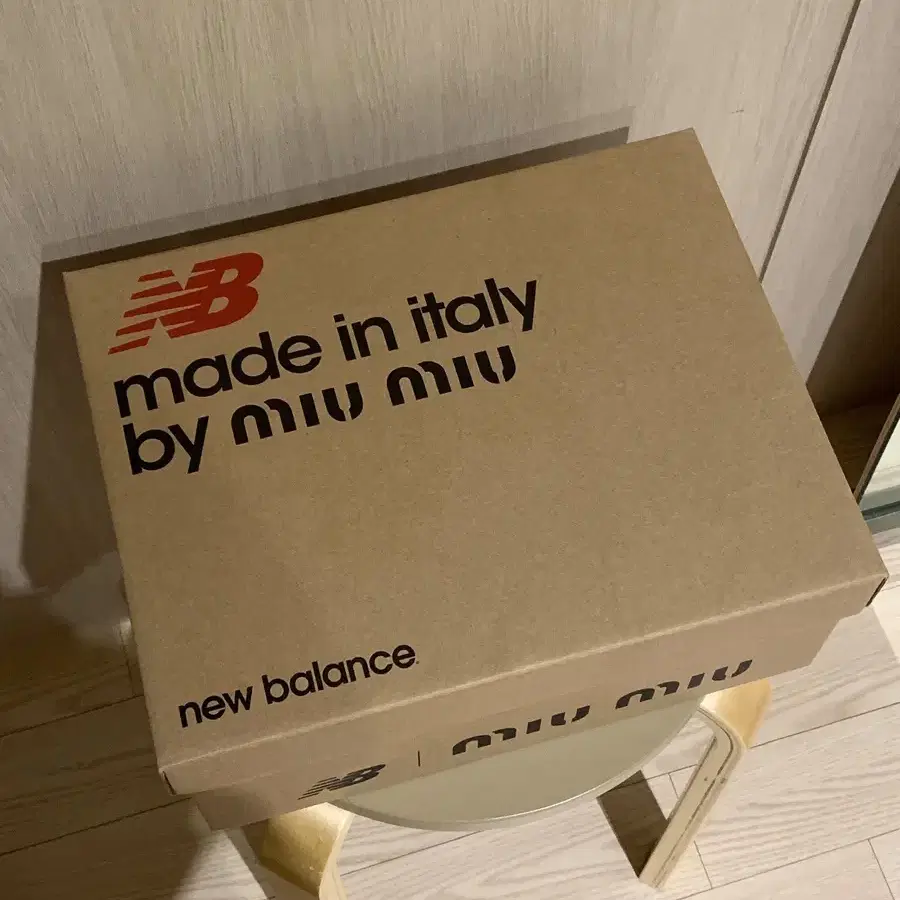 NB
made in italy
by miu miu
new balance
NB | miu miu